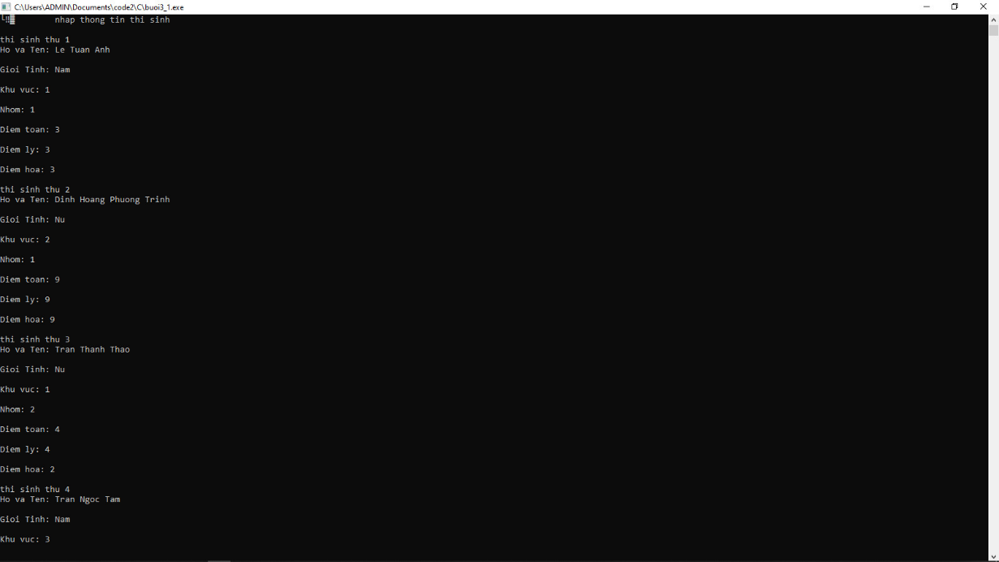 C:\Users\ADMIN\Documents\code2\C\buoi3_1.exe
nhap thong tin thi sinh
thi sinh thu 1
Ho va Ten: Le Tuan Anh
Gioi Tinh: Nam
Khu vuc: 1
Nhom: 1
Diem toan: 3
Diem ly: 3
Diem hoa: 3
thi sinh thu 2
Ho va Ten: Dinh Hoang Phuong Trinh
Gioi Tinh: Nu
Khu vuc: 2
Nhom: 1
Diem toan: 9
Diem ly: 9
Diem hoa: 9
thi sinh thu 3
Ho va Ten: Tran Thanh Thao
Gioi Tinh: Nu
Khu vuc: 1
Nhom: 2
Diem toan: 4
Diem ly: 4
Diem hoa: 2
thi sinh thu 4
Ho va Ten: Tran Ngoc Tam
Gioi Tinh: Nam
Khu vuc: 3